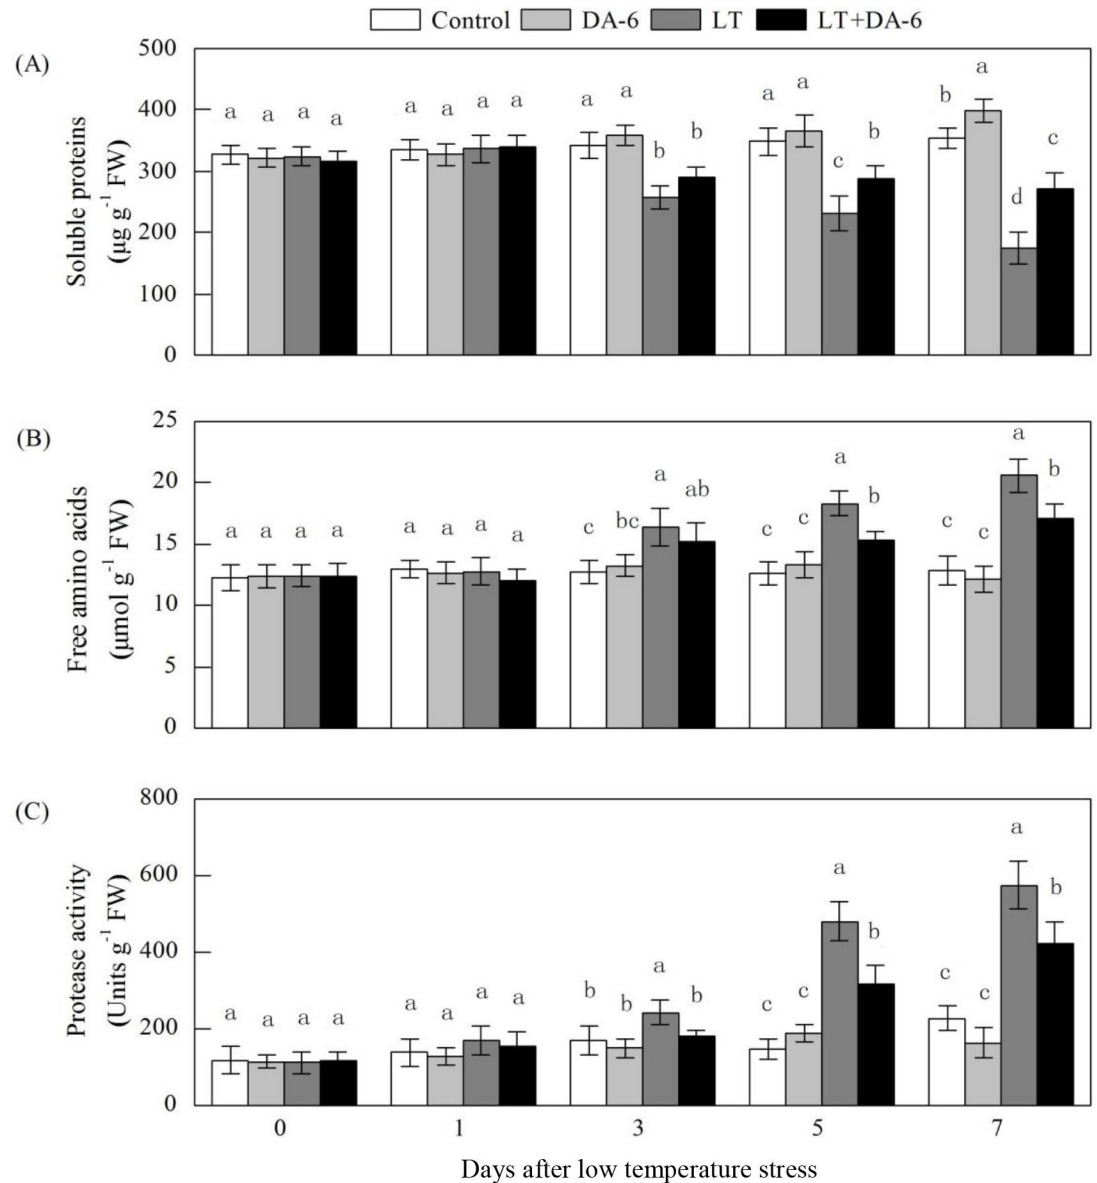 Control DA-6 LT LT+DA-6
(A)
Soluble proteins
(μg g⁻¹ FW)
500
400
300
200
100
0
a a a a
a a a a
a a b b
a a c b
b a d c
(B)
Free amino acids
(μmol g⁻¹ FW)
25
20
15
10
5
0
a a a a
a a a a
c bc a ab
c c a b
c c a b
(C)
Protease activity
(Units g⁻¹ FW)
800
600
400
200
0
a a a a
a a a a
b b a b
c c a b
c c a b
0 1 3 5 7
Days after low temperature stress